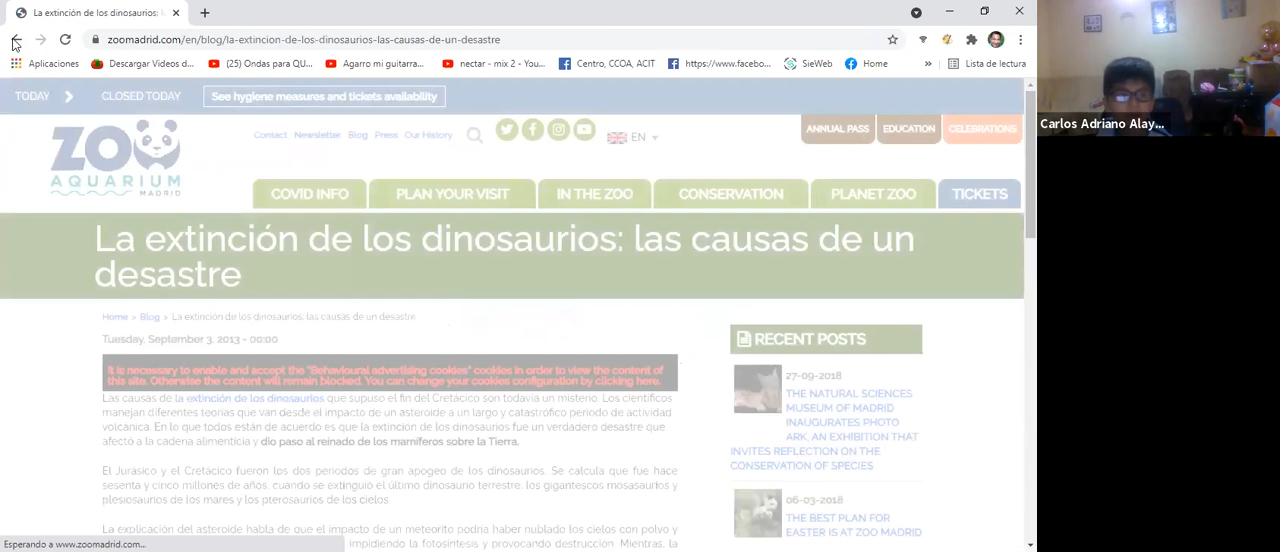 La extinción de los dinosaurios: l
zoomadrid.com/en/blog/la-extincion-de-los-dinosaurios-las-causas-de-un-desastre
Aplicaciones
Descargar Videos d...
(25) Ondas para QU...
Agarro mi guitarra...
nectar - mix 2 - You...
Centro, CCOA, ACIT
https://www.facebo...
SieWeb
Home
»
Lista de lectura
TODAY
CLOSED TODAY
See hygiene measures and tickets availability
ZOO
AQUARIUM
MADRID
Contact Newsletter Blog Press Our History
EN
ANNUAL PASS
EDUCATION
CELEBRATIONS
COVID INFO
PLAN YOUR VISIT
IN THE ZOO
CONSERVATION
PLANET ZOO
TICKETS
La extinción de los dinosaurios: las causas de un
desastre
Home > Blog > La extinción de los dinosaurios: las causas de un desastre
Tuesday, September 3, 2013 - 00:00
It is necessary to enable and accept the "Behavioural advertising cookies" cookies in order to view the content of
this site. Otherwise the content will remain blocked. You can change your cookies configuration by clicking here.
Las causas de la extinción de los dinosaurios que supuso el fin del Cretácico son todavía un misterio. Los científicos
manejan diferentes teorías que van desde el impacto de un asteroide a un largo y catastrófico periodo de actividad
volcánica. En lo que todos están de acuerdo es que la extinción de los dinosaurios fue un verdadero desastre que
afectó a la cadena alimenticia y dio paso al reinado de los mamíferos sobre la Tierra.
El Jurásico y el Cretácico fueron los dos periodos de gran apogeo de los dinosaurios. Se calcula que fue hace
sesenta y cinco millones de años, cuando se extinguió el último dinosaurio terrestre, los gigantescos mosasaurios y
plesiosaurios de los mares y los pterosaurios de los cielos.
La explicación del asteroide habla de que el impacto de un meteorito podría haber nublado los cielos con polvo y
impidiendo la fotosíntesis y provocando destrucción. Mientras, la
RECENT POSTS
27-09-2018
THE NATURAL SCIENCES
MUSEUM OF MADRID
INAUGURATES PHOTO
ARK, AN EXHIBITION THAT
INVITES REFLECTION ON THE
CONSERVATION OF SPECIES
06-03-2018
THE BEST PLAN FOR
EASTER IS AT ZOO MADRID
Esperando a www.zoomadrid.com...
Carlos Adriano Alay...